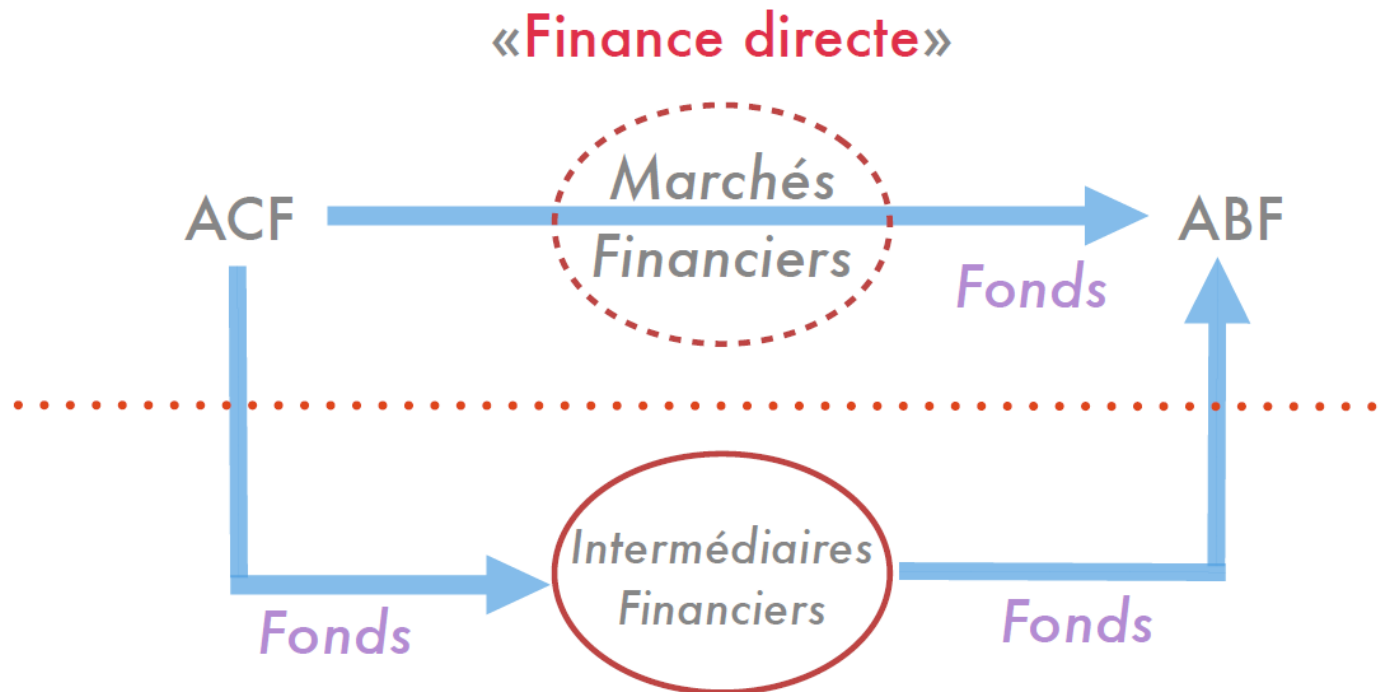 «Finance directe»
Marchés
ACF
ABF
Financiers
Fonds
Intermédiaires
Financiers
Fonds
Fonds